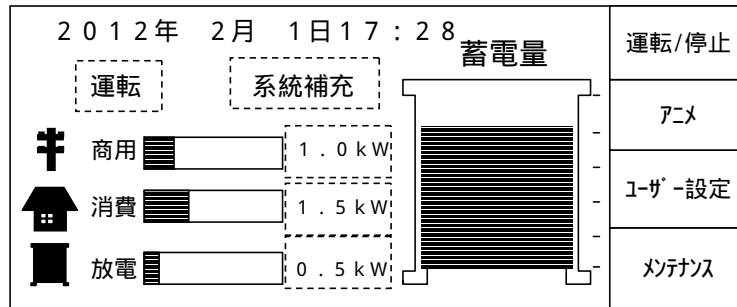 2012年 2月 1日17:28
蓄電量
運転
系統補充
商用
1.0kW
消費
1.5kW
放電
0.5kW
運転/停止
ｱﾆﾒ
ﾕｰｻﾞｰ設定
ﾒﾝﾃﾅﾝｽ